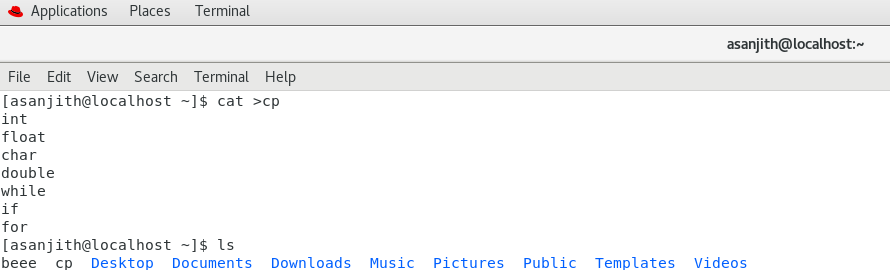 Applications Places Terminal
asanjith@localhost:~
File Edit View Search Terminal Help
[asanjith@localhost ~]$ cat >cp
int
float
char
double
while
if
for
[asanjith@localhost ~]$ ls
beee cp Desktop Documents Downloads Music Pictures Public Templates Videos